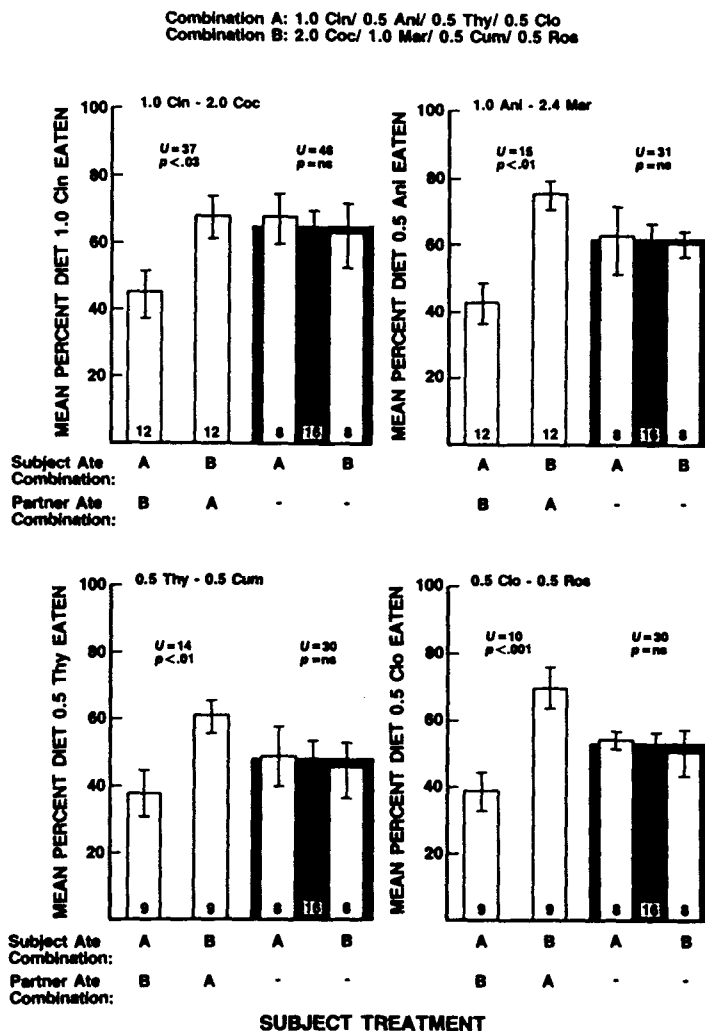 Combination A: 1.0 Cin/ 0.5 Ani/ 0.5 Thy/ 0.5 Clo
Combination B: 2.0 Coc/ 1.0 Mar/ 0.5 Cum/ 0.5 Ros
1.0 Cin - 2.0 Coc
MEAN PERCENT DIET 1.0 Cin EATEN
100
80
60
40
20
U=37
p<.03
U=46
p=ns
12 12 8 16 8
1.0 Ani - 2.4 Mar
MEAN PERCENT DIET 0.5 Ani EATEN
100
80
60
40
20
U=15
p<.01
U=31
p=ns
12 12 8 16 8
Subject Ate A B A B A B A B
Combination:
Partner Ate B A - - B A - -
Combination:
0.5 Thy - 0.5 Cum
MEAN PERCENT DIET 0.5 Thy EATEN
100
80
60
40
20
U=14
p<.01
U=30
p=ns
9 9 8 16 8
0.5 Clo - 0.5 Ros
MEAN PERCENT DIET 0.5 Clo EATEN
100
80
60
40
20
U=10
p<.001
U=30
p=ns
9 9 8 16 8
Subject Ate A B A B A B A B
Combination:
Partner Ate B A - - B A - -
Combination:
SUBJECT TREATMENT